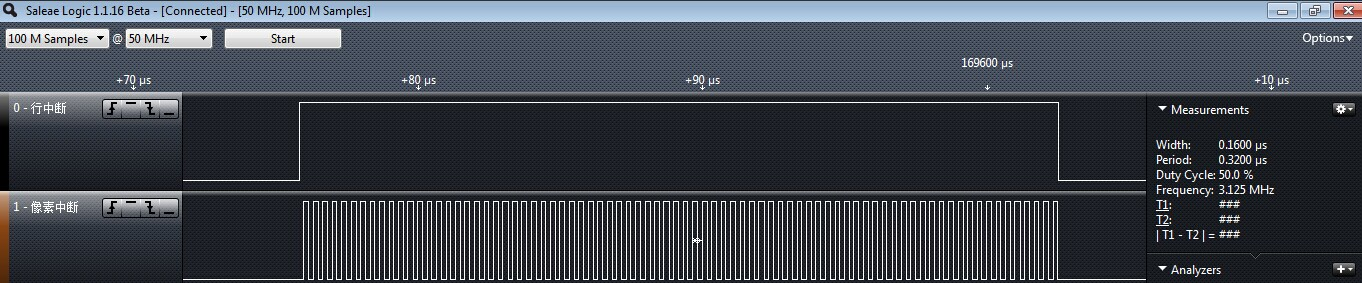 Saleae Logic 1.1.16 Beta - [Connected] - [50 MHz, 100 M Samples]
100 M Samples @ 50 MHz Start Options
169600 µs
+70 µs +80 µs +90 µs +10 µs
0 - 行中断
1 - 像素中断
Measurements
Width: 0.1600 µs
Period: 0.3200 µs
Duty Cycle: 50.0 %
Frequency: 3.125 MHz
T1: ###
T2: ###
| T1 - T2 | = ###
Analyzers